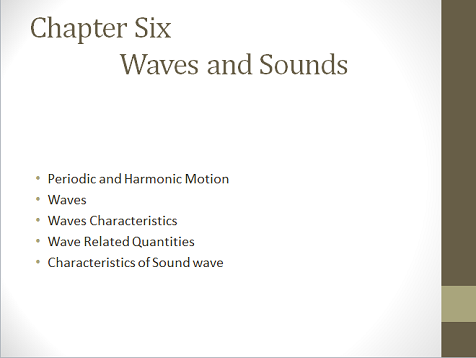 Chapter Six
Waves and Sounds
• Periodic and Harmonic Motion
• Waves
• Waves Characteristics
• Wave Related Quantities
• Characteristics of Sound wave